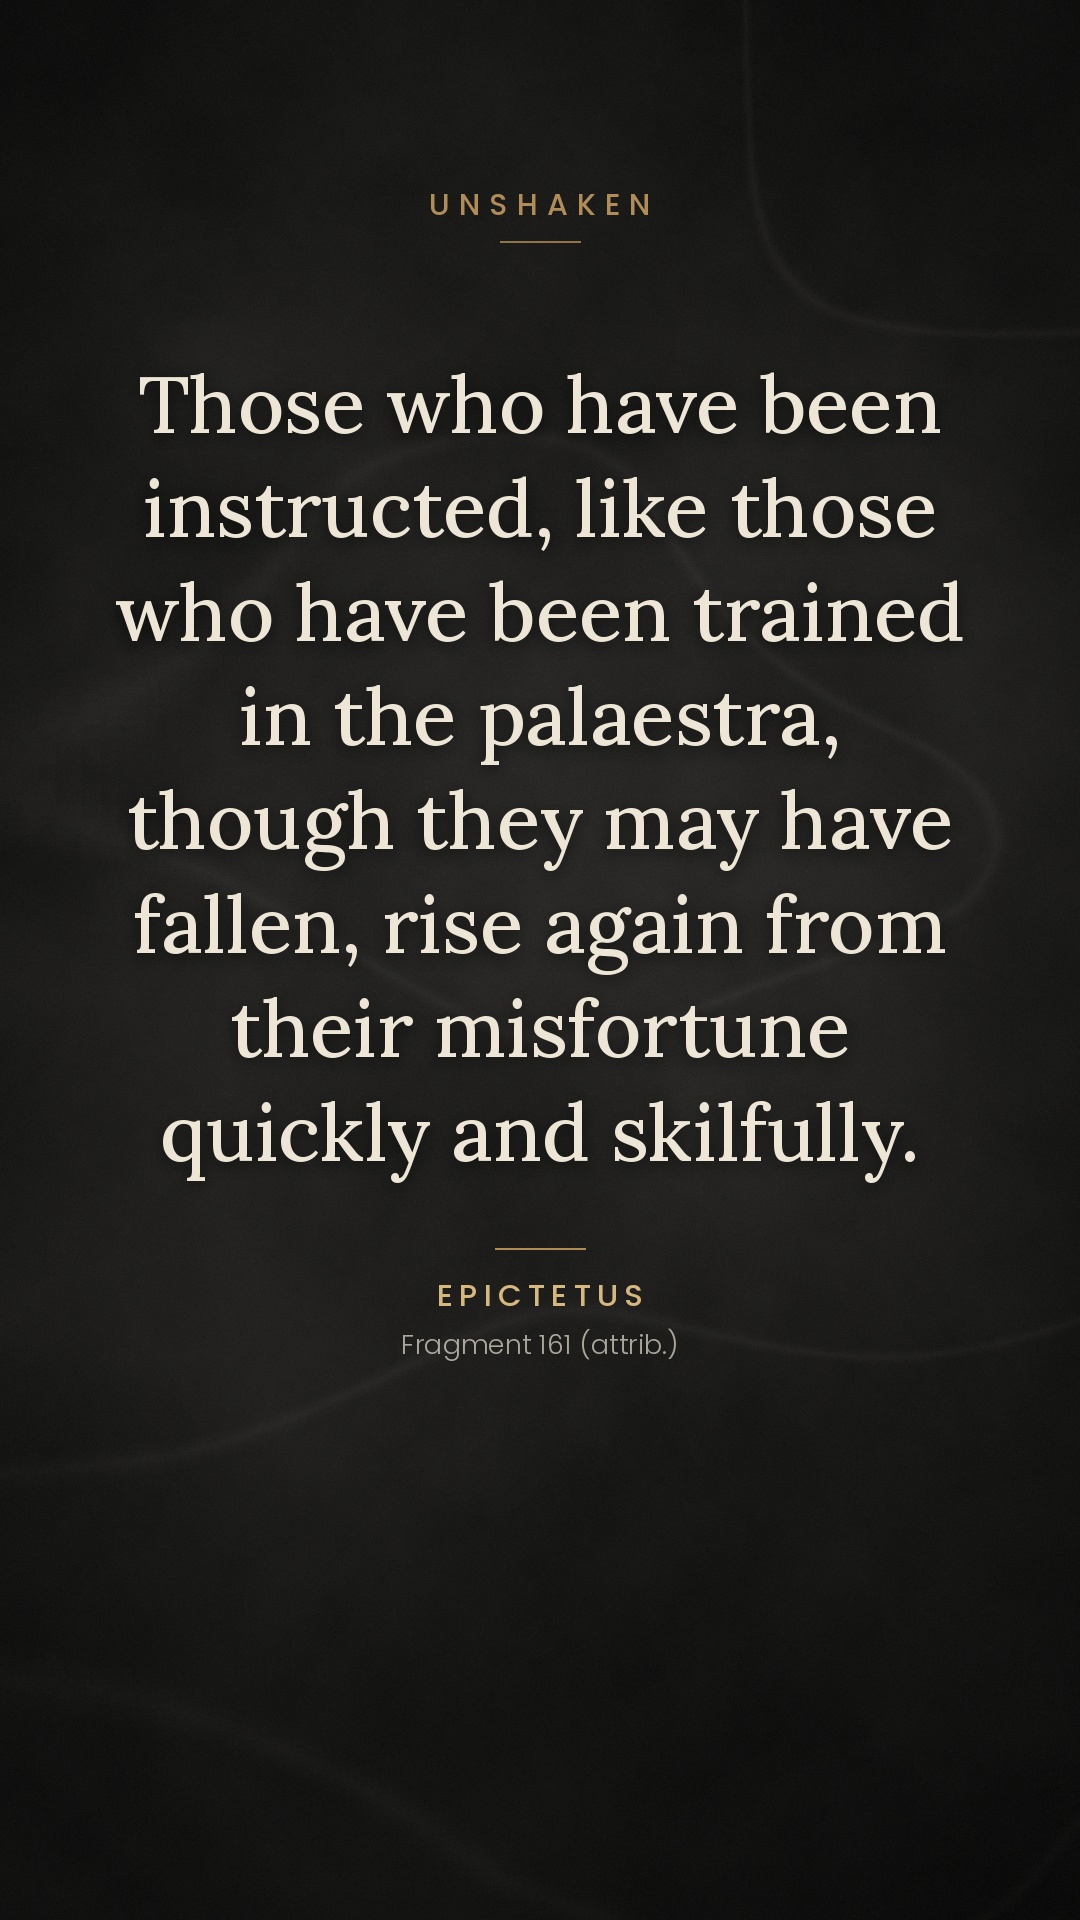 UNSHAKEN
Those who have been
instructed, like those
who have been trained
in the palaestra,
though they may have
fallen, rise again from
their misfortune
quickly and skilfully.
EPICTETUS
Fragment 161 (attrib.)